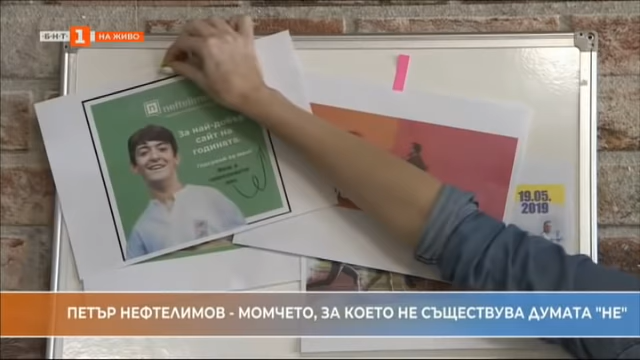 БНТ 1 НА ЖИВО
neftelimov
За най-добър
сайт на
годината.
19.05.
2019
ПЕТЪР НЕФТЕЛИМОВ - МОМЧЕТО, ЗА КОЕТО НЕ СЪЩЕСТВУВА ДУМАТА "НЕ"